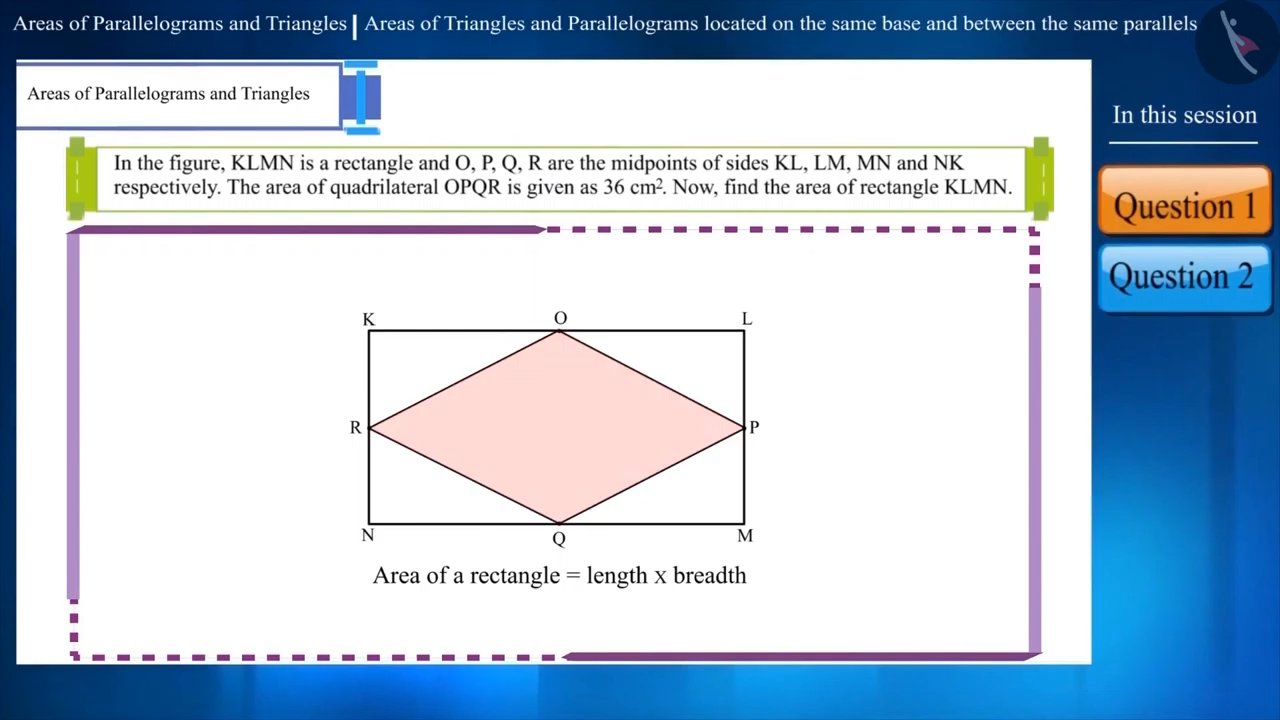 Areas of Parallelograms and Triangles | Areas of Triangles and Parallelograms located on the same base and between the same parallels
In this session
Areas of Parallelograms and Triangles
In the figure, KLMN is a rectangle and O, P, Q, R are the midpoints of sides KL, LM, MN and NK
respectively. The area of quadrilateral OPQR is given as 36 cm². Now, find the area of rectangle KLMN.
Question 1
Question 2
K O L
R P
N Q M
Area of a rectangle = length x breadth